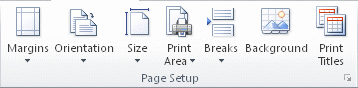 Margins Orientation Size Print Area Breaks Background Print Titles
Page Setup